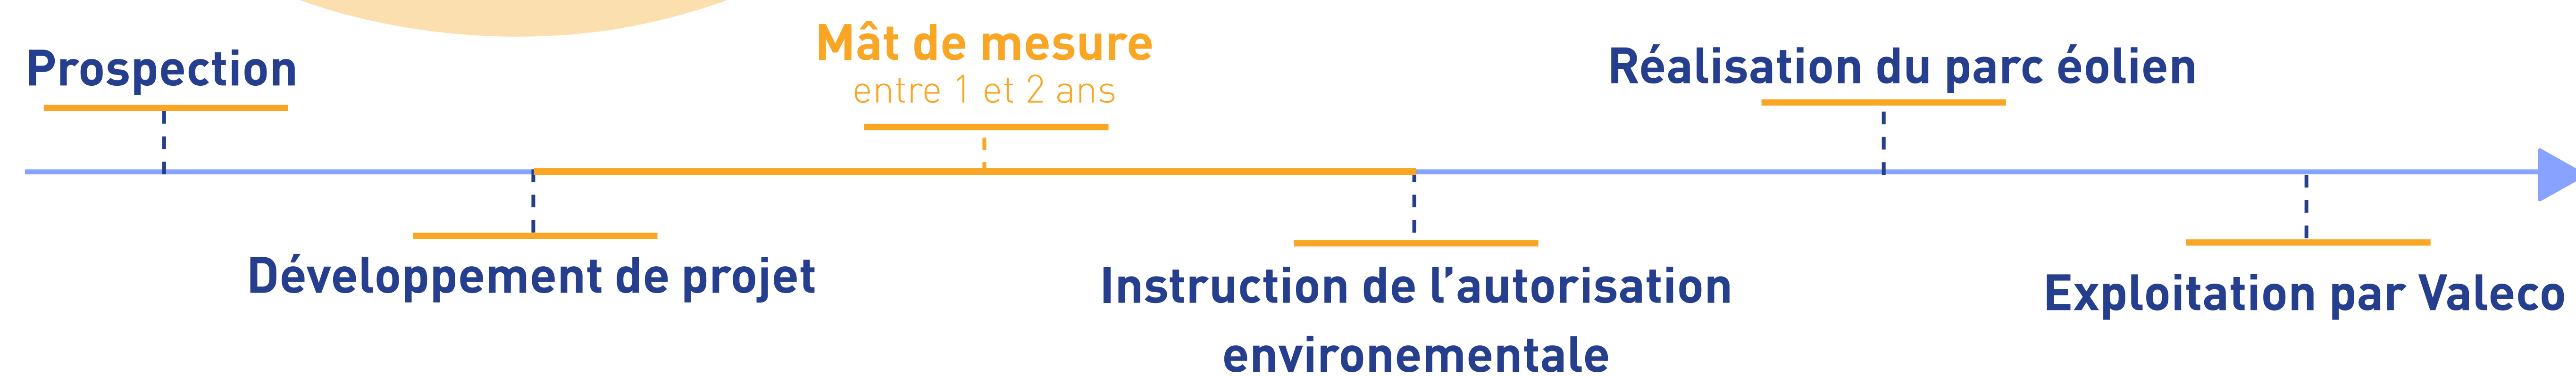 Prospection
Développement de projet
Mât de mesure
entre 1 et 2 ans
Instruction de l’autorisation
environementale
Réalisation du parc éolien
Exploitation par Valeco